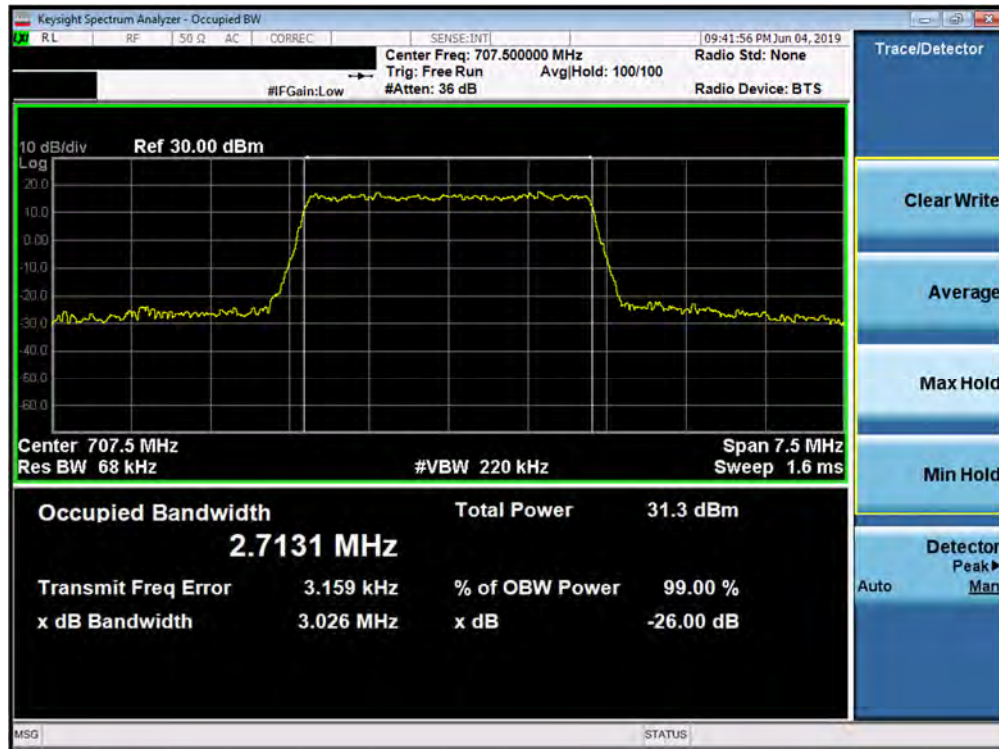 Keysight Spectrum Analyzer - Occupied BW
LXI RL RF 50 Ω AC CORREC SENSE:INT 09:41:56 PM Jun 04, 2019
Center Freq: 707.500000 MHz Radio Std: None
Trig: Free Run Avg|Hold: 100/100
#IFGain:Low #Atten: 36 dB Radio Device: BTS
10 dB/div Ref 30.00 dBm
Log
20.0
10.0
0.00
-10.0
-20.0
-30.0
-40.0
-50.0
-60.0
Center 707.5 MHz Span 7.5 MHz
Res BW 68 kHz #VBW 220 kHz Sweep 1.6 ms
Occupied Bandwidth Total Power 31.3 dBm
2.7131 MHz
Transmit Freq Error 3.159 kHz % of OBW Power 99.00 %
x dB Bandwidth 3.026 MHz x dB -26.00 dB
MSG STATUS
Trace/Detector
Clear Write
Average
Max Hold
Min Hold
Detector
Peak
Auto Man